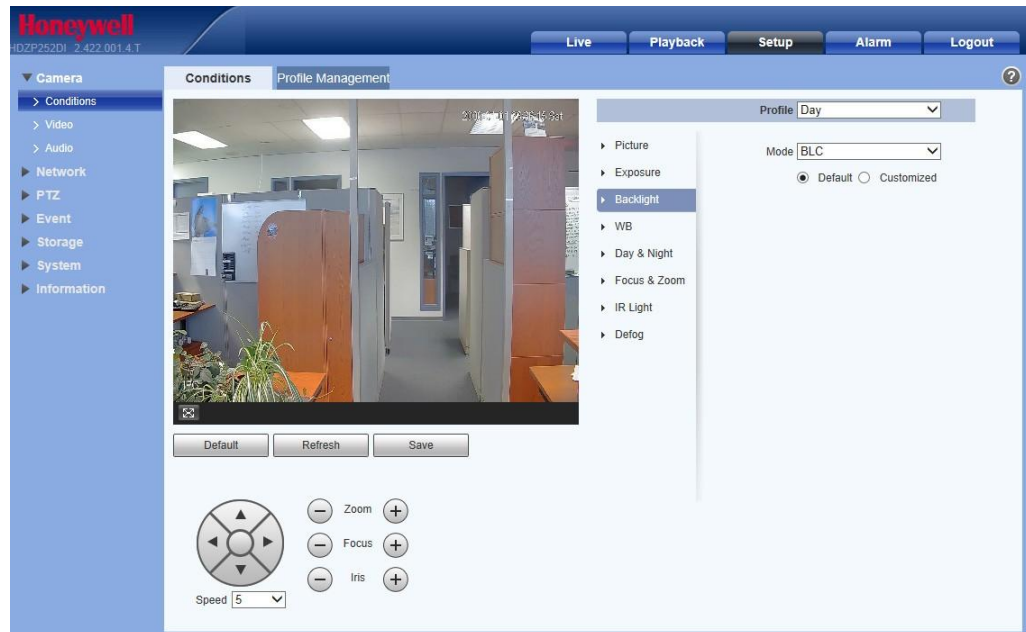 Honeywell
HDZP252DI 2.422.001.4.T
Live Playback Setup Alarm Logout
Camera
Conditions
Video
Audio
Network
PTZ
Event
Storage
System
Information
Conditions Profile Management
Profile Day
Picture
Exposure
Backlight
WB
Day & Night
Focus & Zoom
IR Light
Defog
Mode BLC
Default Customized
Default Refresh Save
Zoom
Focus
Iris
Speed 5